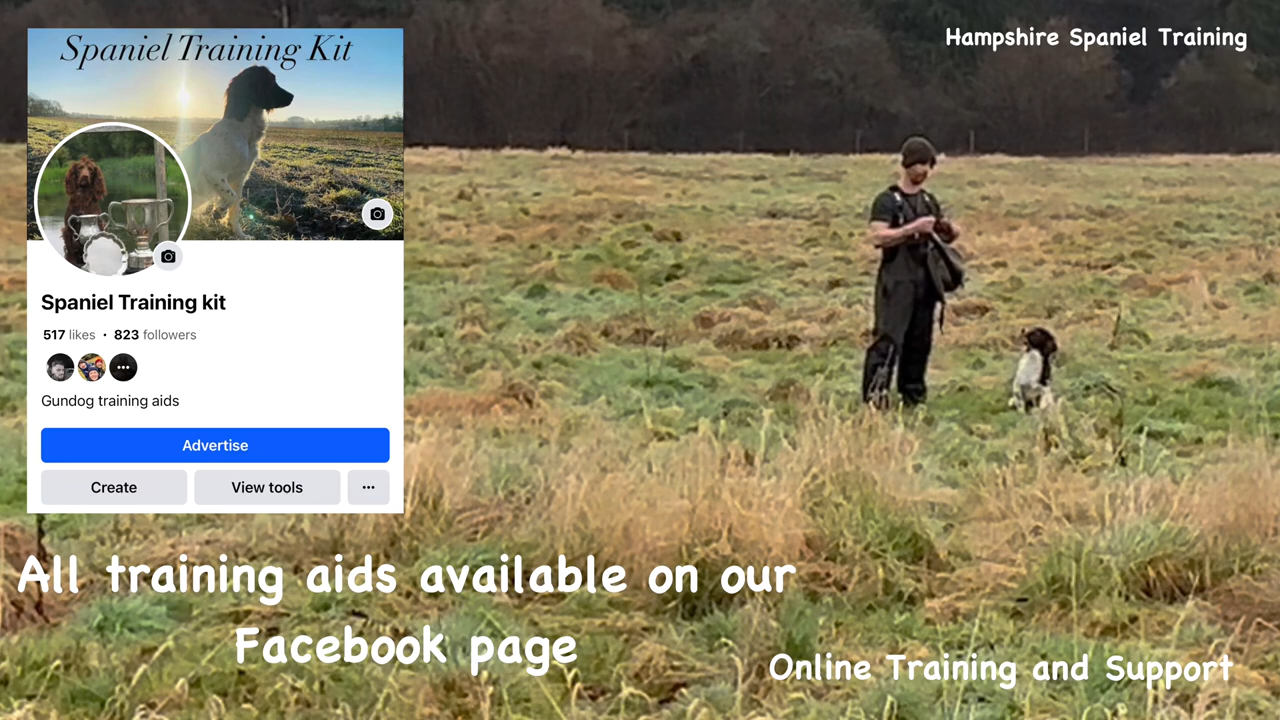 Spaniel Training Kit
Hampshire Spaniel Training
Spaniel Training kit
517 likes · 823 followers
Gundog training aids
Advertise
Create
View tools
All training aids available on our
Facebook page
Online Training and Support